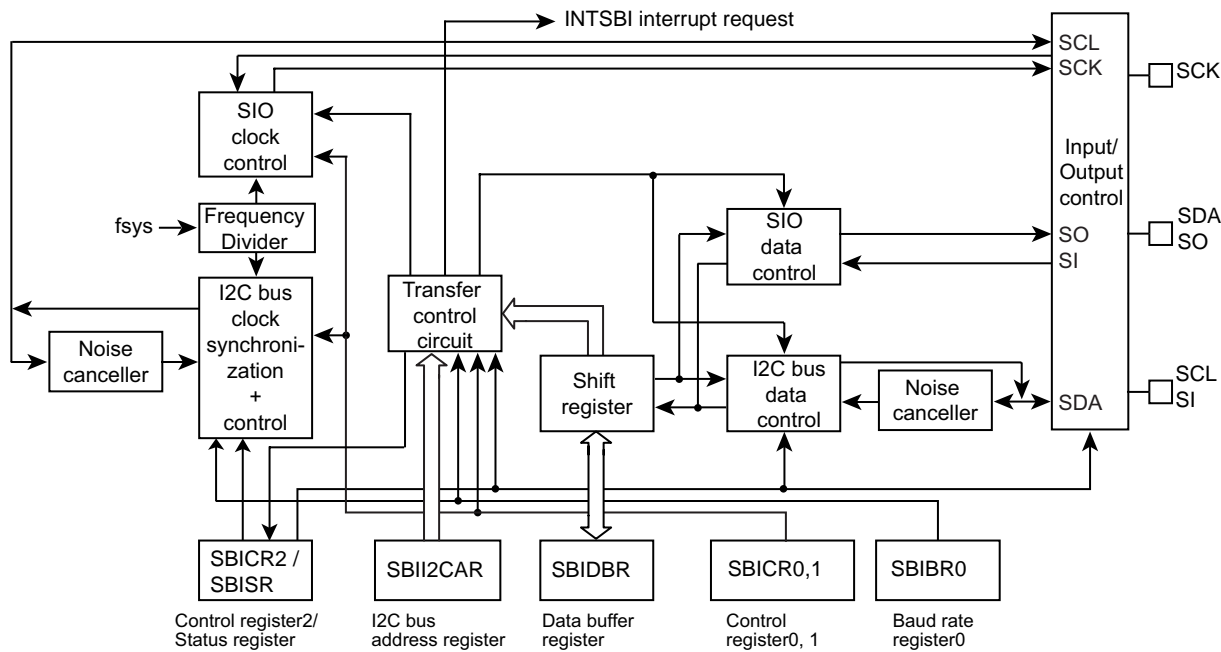 INTSBI interrupt request
SCL
SCK
SCK
SIO
clock
control
Input/
Output
control
fsys
Frequency
Divider
SIO
data
control
SO
SI
SDA
SO
I2C bus
clock
synchroni-
zation
+
control
Transfer
control
circuit
Noise
canceller
Shift
register
I2C bus
data
control
Noise
canceller
SDA
SCL
SI
SBICR2 /
SBISR
SBII2CAR
SBIDBR
SBICR0,1
SBIBR0
Control register2/
Status register
I2C bus
address register
Data buffer
register
Control
register0, 1
Baud rate
register0